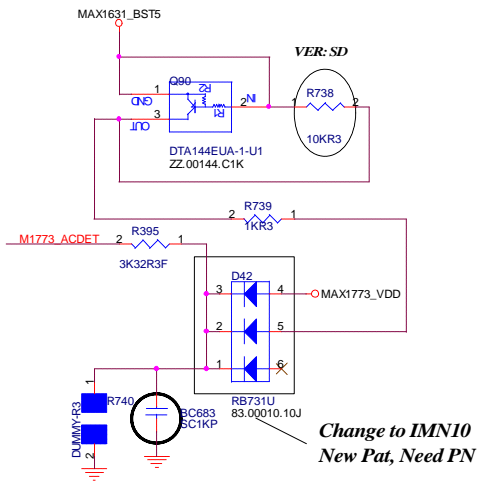 MAX1631_BST5
VER: SD
Q90
1
GND
R2
R1
2
IN
3
OUT
DTA144EUA-1-U1
ZZ.00144.C1K
1
R738
2
10KR3
R739
2
1
1KR3
M1773_ACDET
2
R395
1
3K32R3F
D42
3
4
MAX1773_VDD
2
5
1
6
RB731U
83.00010.10J
1
R740
DUMMY-R3
2
BC683
SC1KP
Change to IMN10
New Pat, Need PN